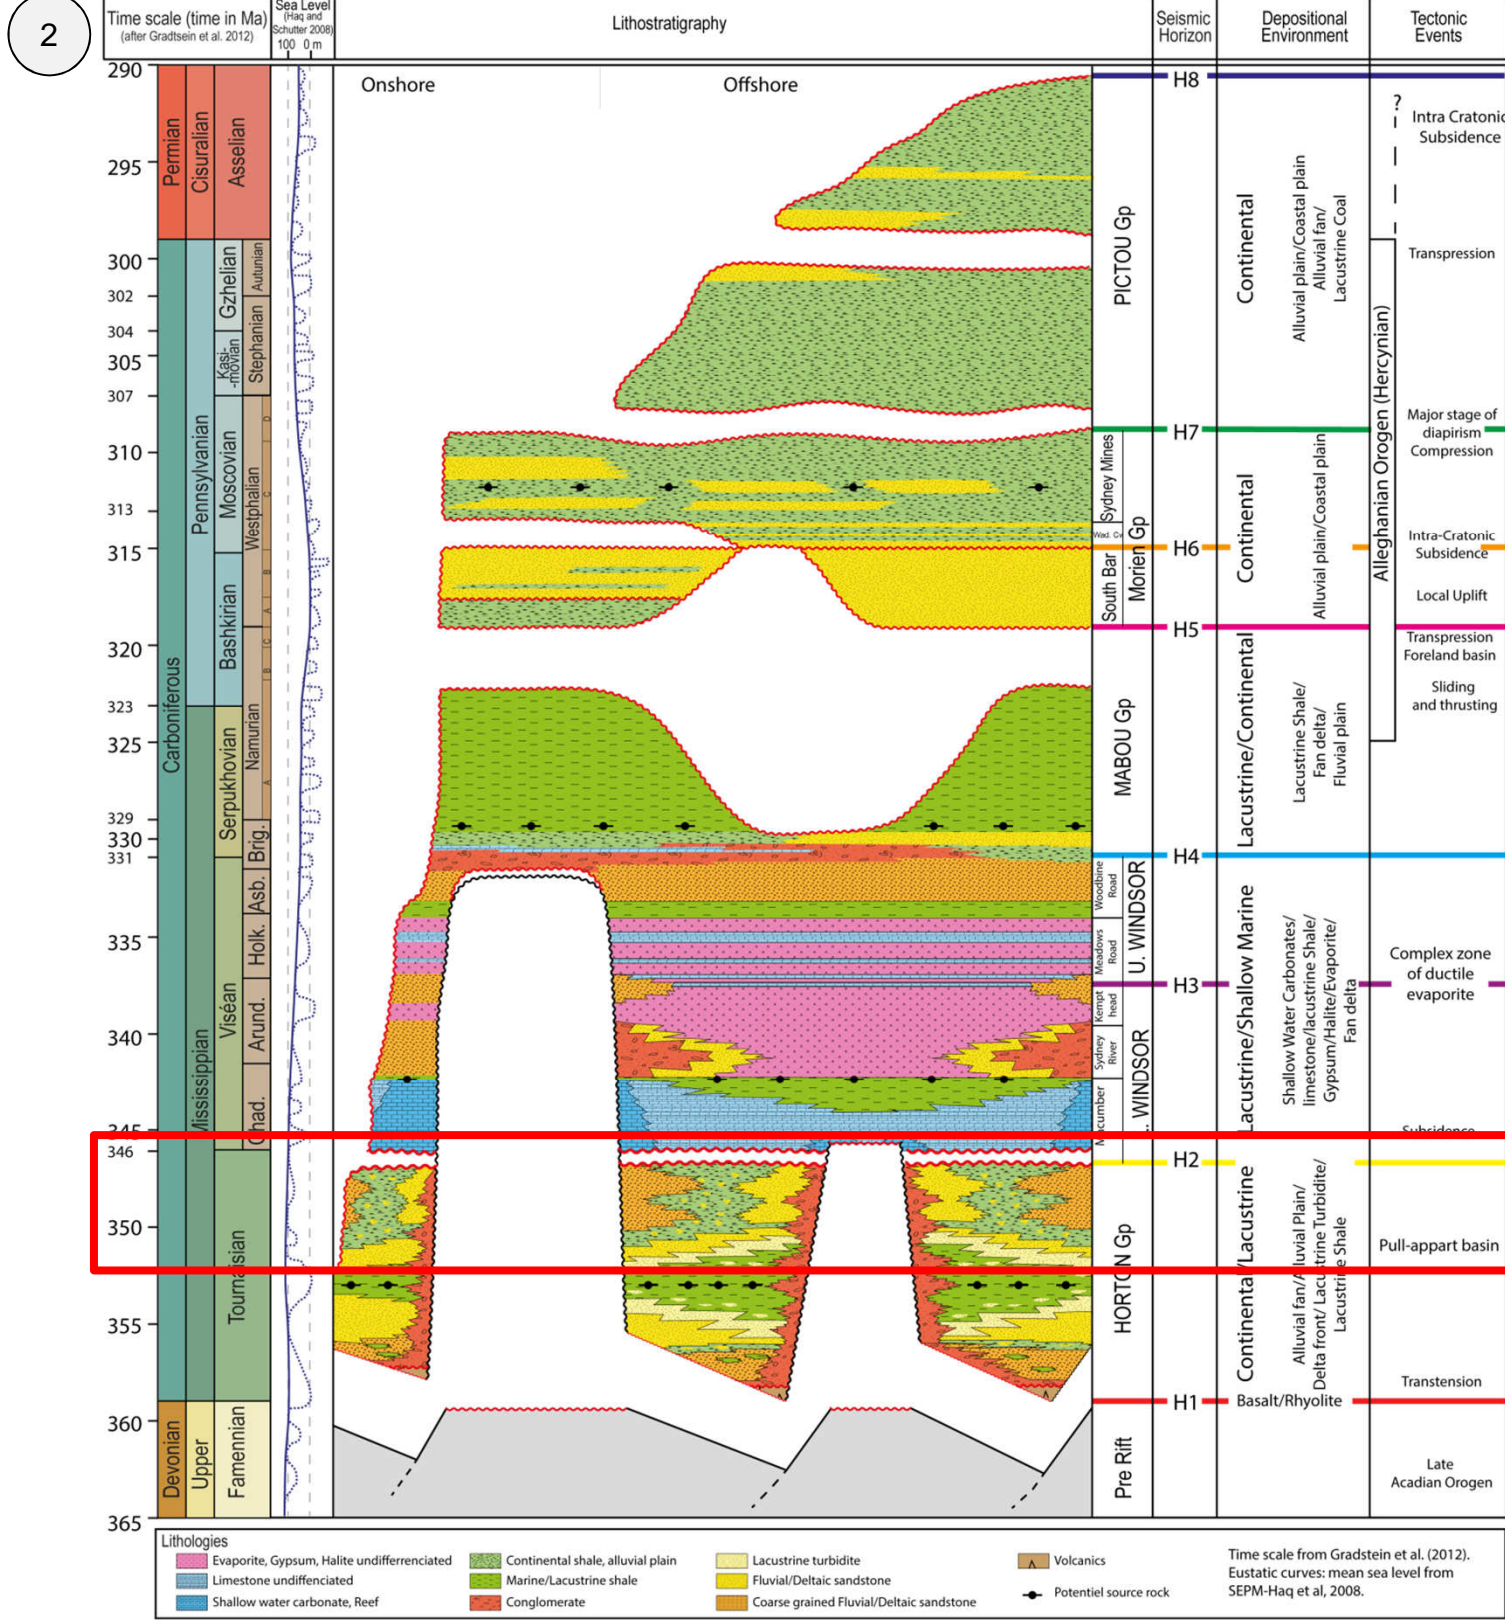 2
Time scale (time in Ma)
(after Gradtsein et al. 2012)
Sea Level
(Haq and
Schutter 2008)
100 0 m
Lithostratigraphy
Seismic
Horizon
Depositional
Environment
Tectonic
Events
Onshore
Offshore
290
295
300
302
304
305
307
310
313
315
320
323
325
329
330
331
335
340
346
350
355
360
365
Permian
Carboniferous
Devonian
Cisuralian
Pennsylvanian
Mississippian
Upper
Asselian
Gzhelian
Kasi-
-movian
Moscovian
Bashkirian
Serpukhovian
Viséan
Tournaisian
Famennian
Autunian
Stephanian
Westphalian
D
C
B
A
Namurian
C
B
A
Brig.
Asb.
Holk.
Arund.
Chad.
PICTOU Gp
Sydney Mines
Wad. Cv
South Bar
Morien Gp
MABOU Gp
Woodbine
Road
Meadows
Road
U. WINDSOR
Kempt
head
Sydney
River
Macumber
WINDSOR
HORTON Gp
Pre Rift
H8
H7
H6
H5
H4
H3
H2
H1
Continental
Alluvial plain/Coastal plain
Alluvial fan/
Lacustrine Coal
Continental
Alluvial plain/Coastal plain
Lacustrine/Continental
Lacustrine Shale/
Fan delta/
Fluvial plain
Lacustrine/Shallow Marine
Shallow Water Carbonates/
limestone/lacustrine Shale/
Gypsum/Halite/Evaporite/
Fan delta
Continental/Lacustrine
Alluvial fan/Alluvial Plain/
Delta front/ Lacustrine Turbidite/
Lacustrine Shale
Basalt/Rhyolite
Alleghanian Orogen (Hercynian)
?
Intra Cratonic
Subsidence
Transpression
Major stage of
diapirism
Compression
Intra-Cratonic
Subsidence
Local Uplift
Transpression
Foreland basin
Sliding
and thrusting
Complex zone
of ductile
evaporite
Subsidence
Pull-appart basin
Transtension
Late
Acadian Orogen
Lithologies
Evaporite, Gypsum, Halite undifferrenciated
Limestone undiffenciated
Shallow water carbonate, Reef
Continental shale, alluvial plain
Marine/Lacustrine shale
Conglomerate
Lacustrine turbidite
Fluvial/Deltaic sandstone
Coarse grained Fluvial/Deltaic sandstone
Volcanics
Potentiel source rock
Time scale from Gradstein et al. (2012).
Eustatic curves: mean sea level from
SEPM-Haq et al, 2008.